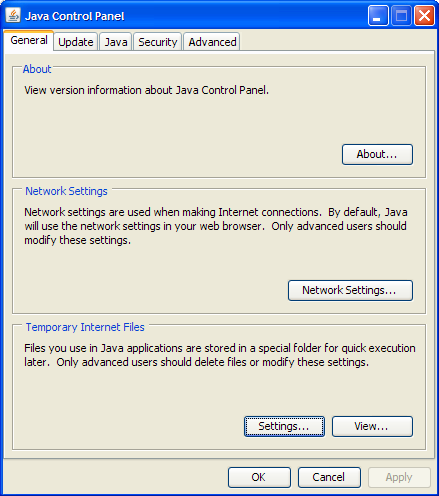 Java Control Panel
General Update Java Security Advanced
About
View version information about Java Control Panel.
About...
Network Settings
Network settings are used when making Internet connections.  By default, Java
will use the network settings in your web browser.  Only advanced users should
modify these settings.
Network Settings...
Temporary Internet Files
Files you use in Java applications are stored in a special folder for quick execution
later.  Only advanced users should delete files or modify these settings.
Settings... View...
OK Cancel Apply